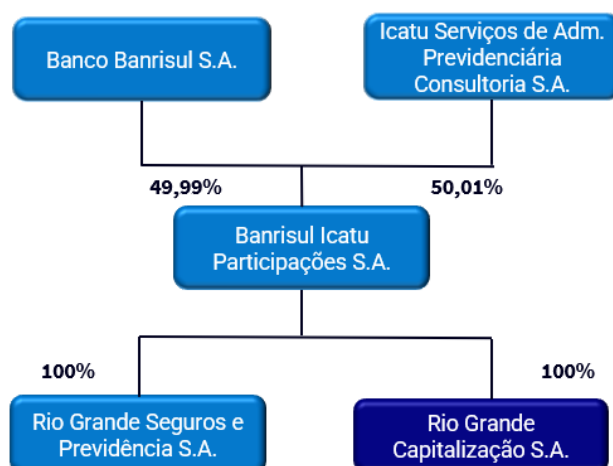 Banco Banrisul S.A.
Icatu Serviços de Adm.
Previdenciária
Consultoria S.A.
49,99%
50,01%
Banrisul Icatu
Participações S.A.
100%
100%
Rio Grande Seguros e
Previdência S.A.
Rio Grande
Capitalização S.A.